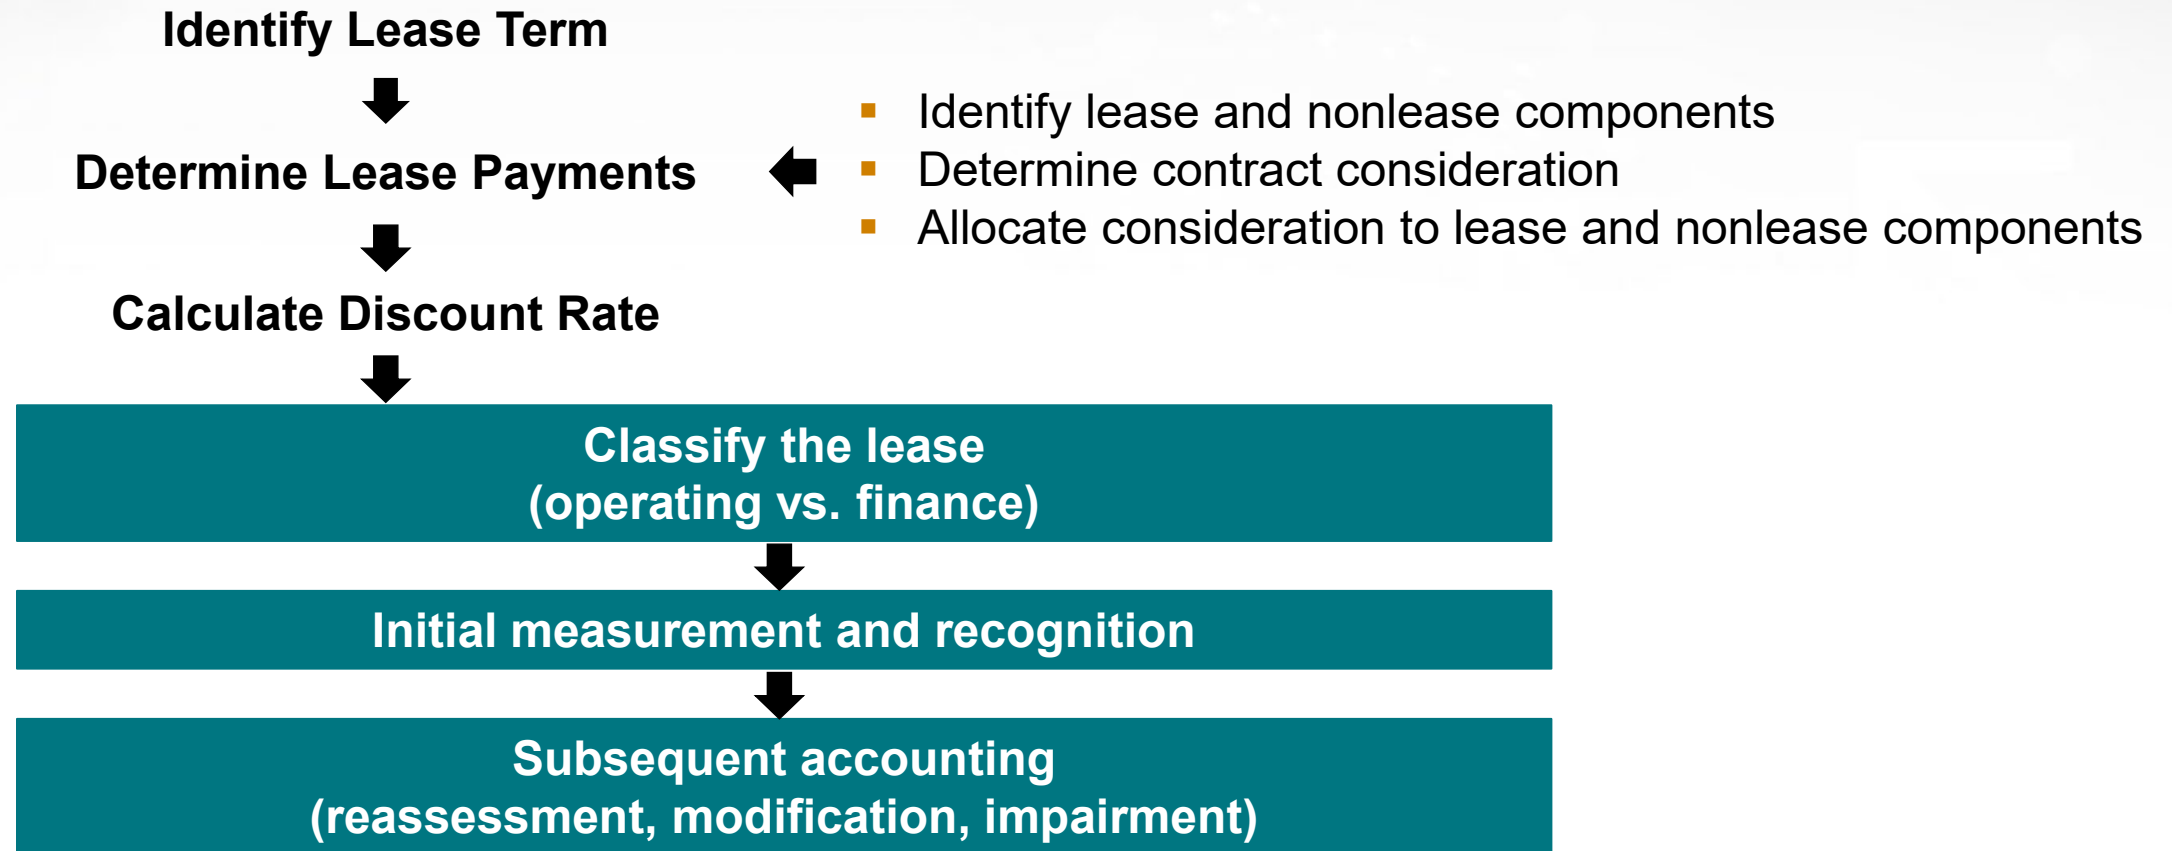 Identify Lease Term
Determine Lease Payments
Identify lease and nonlease components
Determine contract consideration
Allocate consideration to lease and nonlease components
Calculate Discount Rate
Classify the lease
(operating vs. finance)
Initial measurement and recognition
Subsequent accounting
(reassessment, modification, impairment)